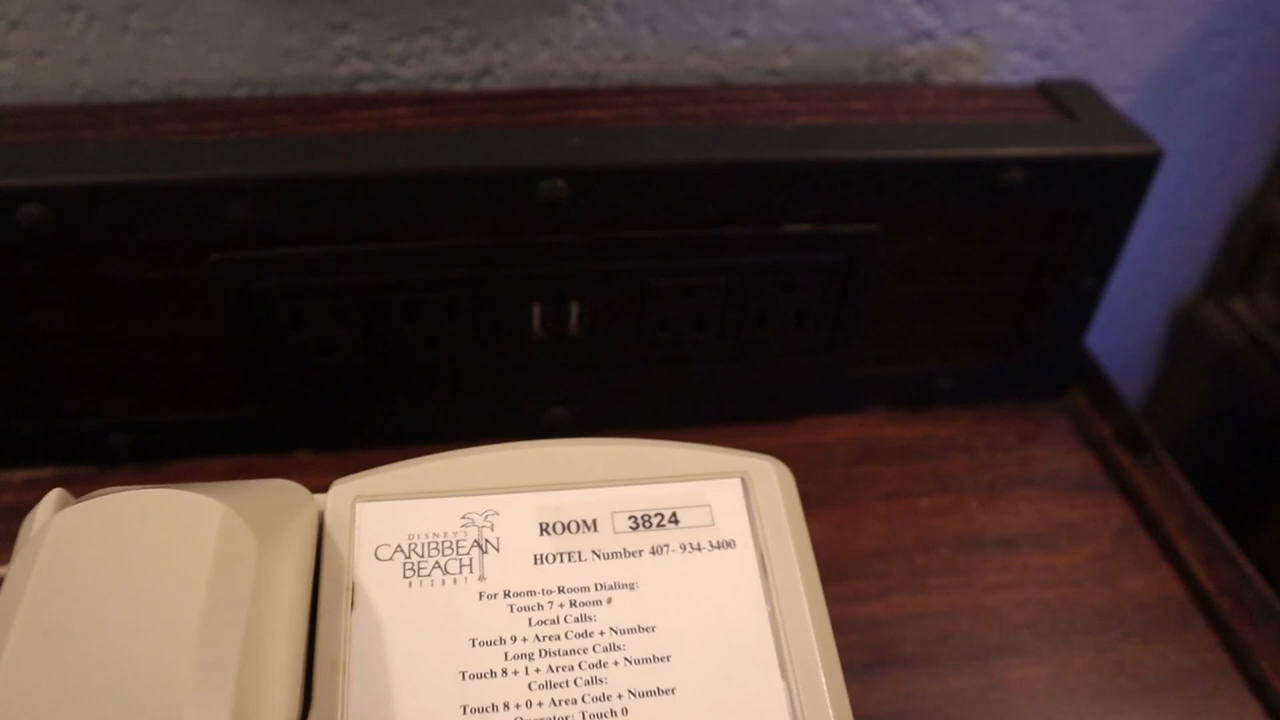 DISNEY'S
CARIBBEAN
BEACH
RESORT
ROOM 3824
HOTEL Number 407- 934-3400
For Room-to-Room Dialing:
Touch 7 + Room #
Local Calls:
Touch 9 + Area Code + Number
Long Distance Calls:
Touch 8 + 1 + Area Code + Number
Collect Calls:
Touch 8 + 0 + Area Code + Number
Operator: Touch 0